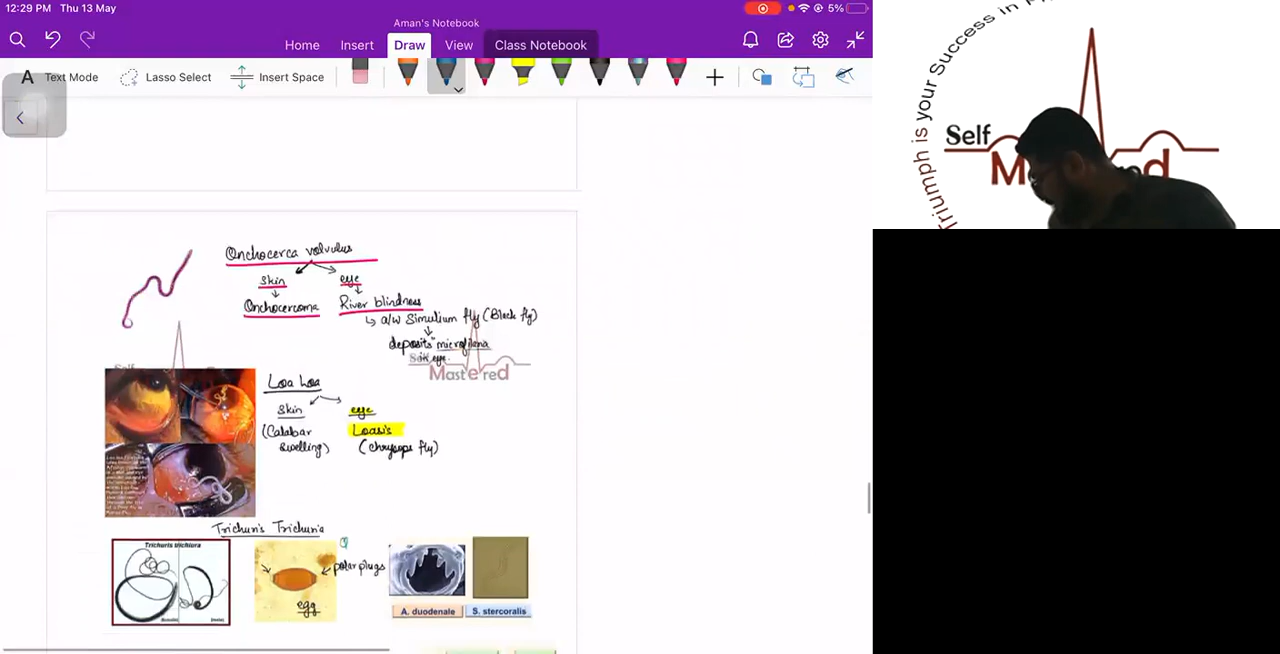 12:29 PM Thu 13 May
5%
Aman's Notebook
Home Insert Draw View Class Notebook
A Text Mode Lasso Select Insert Space
Triumph is your Success in
Self
Mastered
Onchocerca volvulus
skin eye
Onchocercoma River blindness
a/w Simulium fly (Black fly)
deposits microfilaria
eye
Mastered
Loa Loa
skin eye
(Calabar Loasis
swelling) (chrysops fly)
Trichuris Trichuria
Trichuris trichiura
polar plugs
egg
A. duodenale S. stercoralis